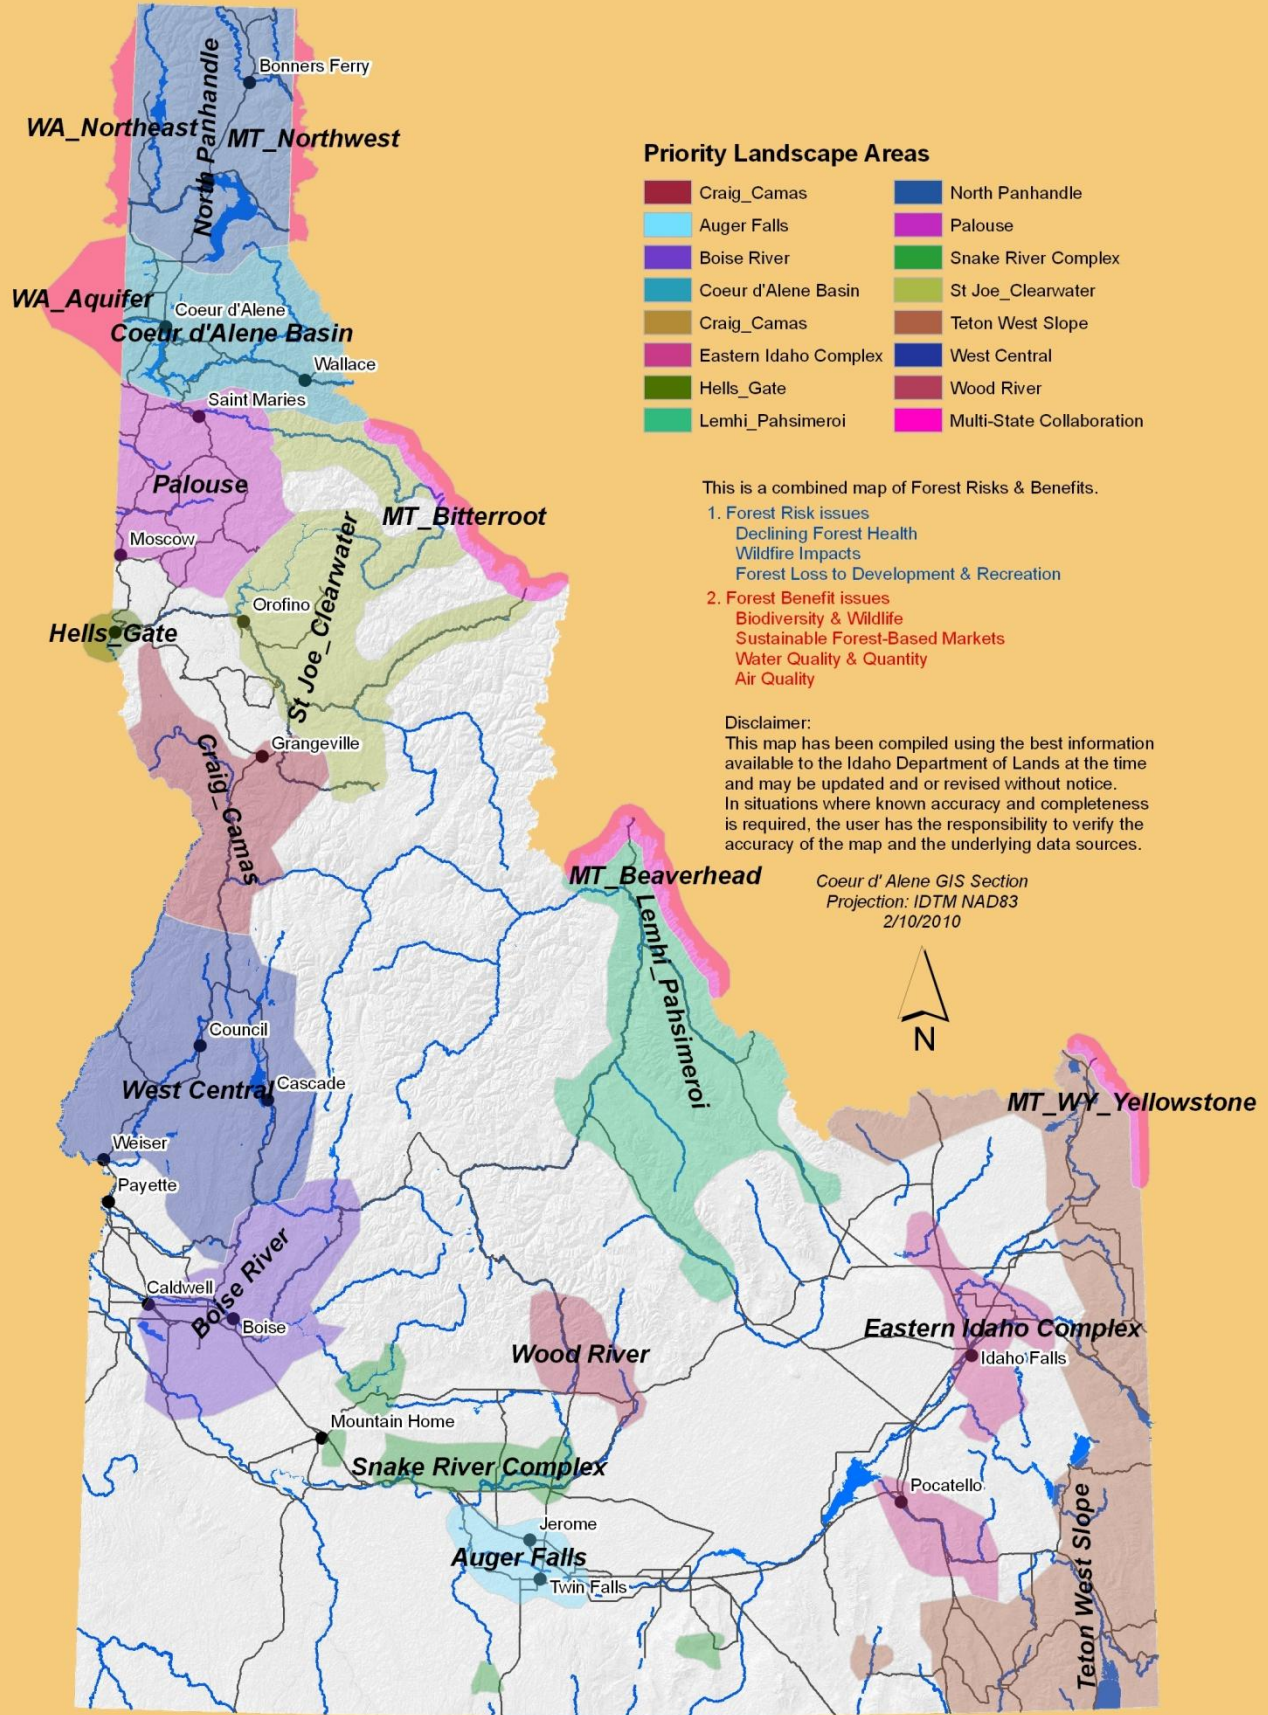 Bonners Ferry
WA_Northeast
North Panhandle
MT_Northwest
WA_Aquifer
Coeur d'Alene
Coeur d'Alene Basin
Wallace
Saint Maries
Palouse
MT_Bitterroot
Moscow
Orofino
St Joe_Clearwater
Hells_Gate
Grangeville
Craig_Camas
MT_Beaverhead
Lemhi_Pahsimeroi
Council
West Central
Cascade
Weiser
Payette
MT_WY_Yellowstone
Boise River
Caldwell
Boise
Wood River
Eastern Idaho Complex
Idaho Falls
Mountain Home
Snake River Complex
Pocatello
Jerome
Auger Falls
Twin Falls
Teton West Slope
Priority Landscape Areas
Craig_Camas
Auger Falls
Boise River
Coeur d'Alene Basin
Craig_Camas
Eastern Idaho Complex
Hells_Gate
Lemhi_Pahsimeroi
North Panhandle
Palouse
Snake River Complex
St Joe_Clearwater
Teton West Slope
West Central
Wood River
Multi-State Collaboration
This is a combined map of Forest Risks & Benefits.
1. Forest Risk issues
Declining Forest Health
Wildfire Impacts
Forest Loss to Development & Recreation
2. Forest Benefit issues
Biodiversity & Wildlife
Sustainable Forest-Based Markets
Water Quality & Quantity
Air Quality
Disclaimer:
This map has been compiled using the best information
available to the Idaho Department of Lands at the time
and may be updated and or revised without notice.
In situations where known accuracy and completeness
is required, the user has the responsibility to verify the
accuracy of the map and the underlying data sources.
Coeur d' Alene GIS Section
Projection: IDTM NAD83
2/10/2010
N